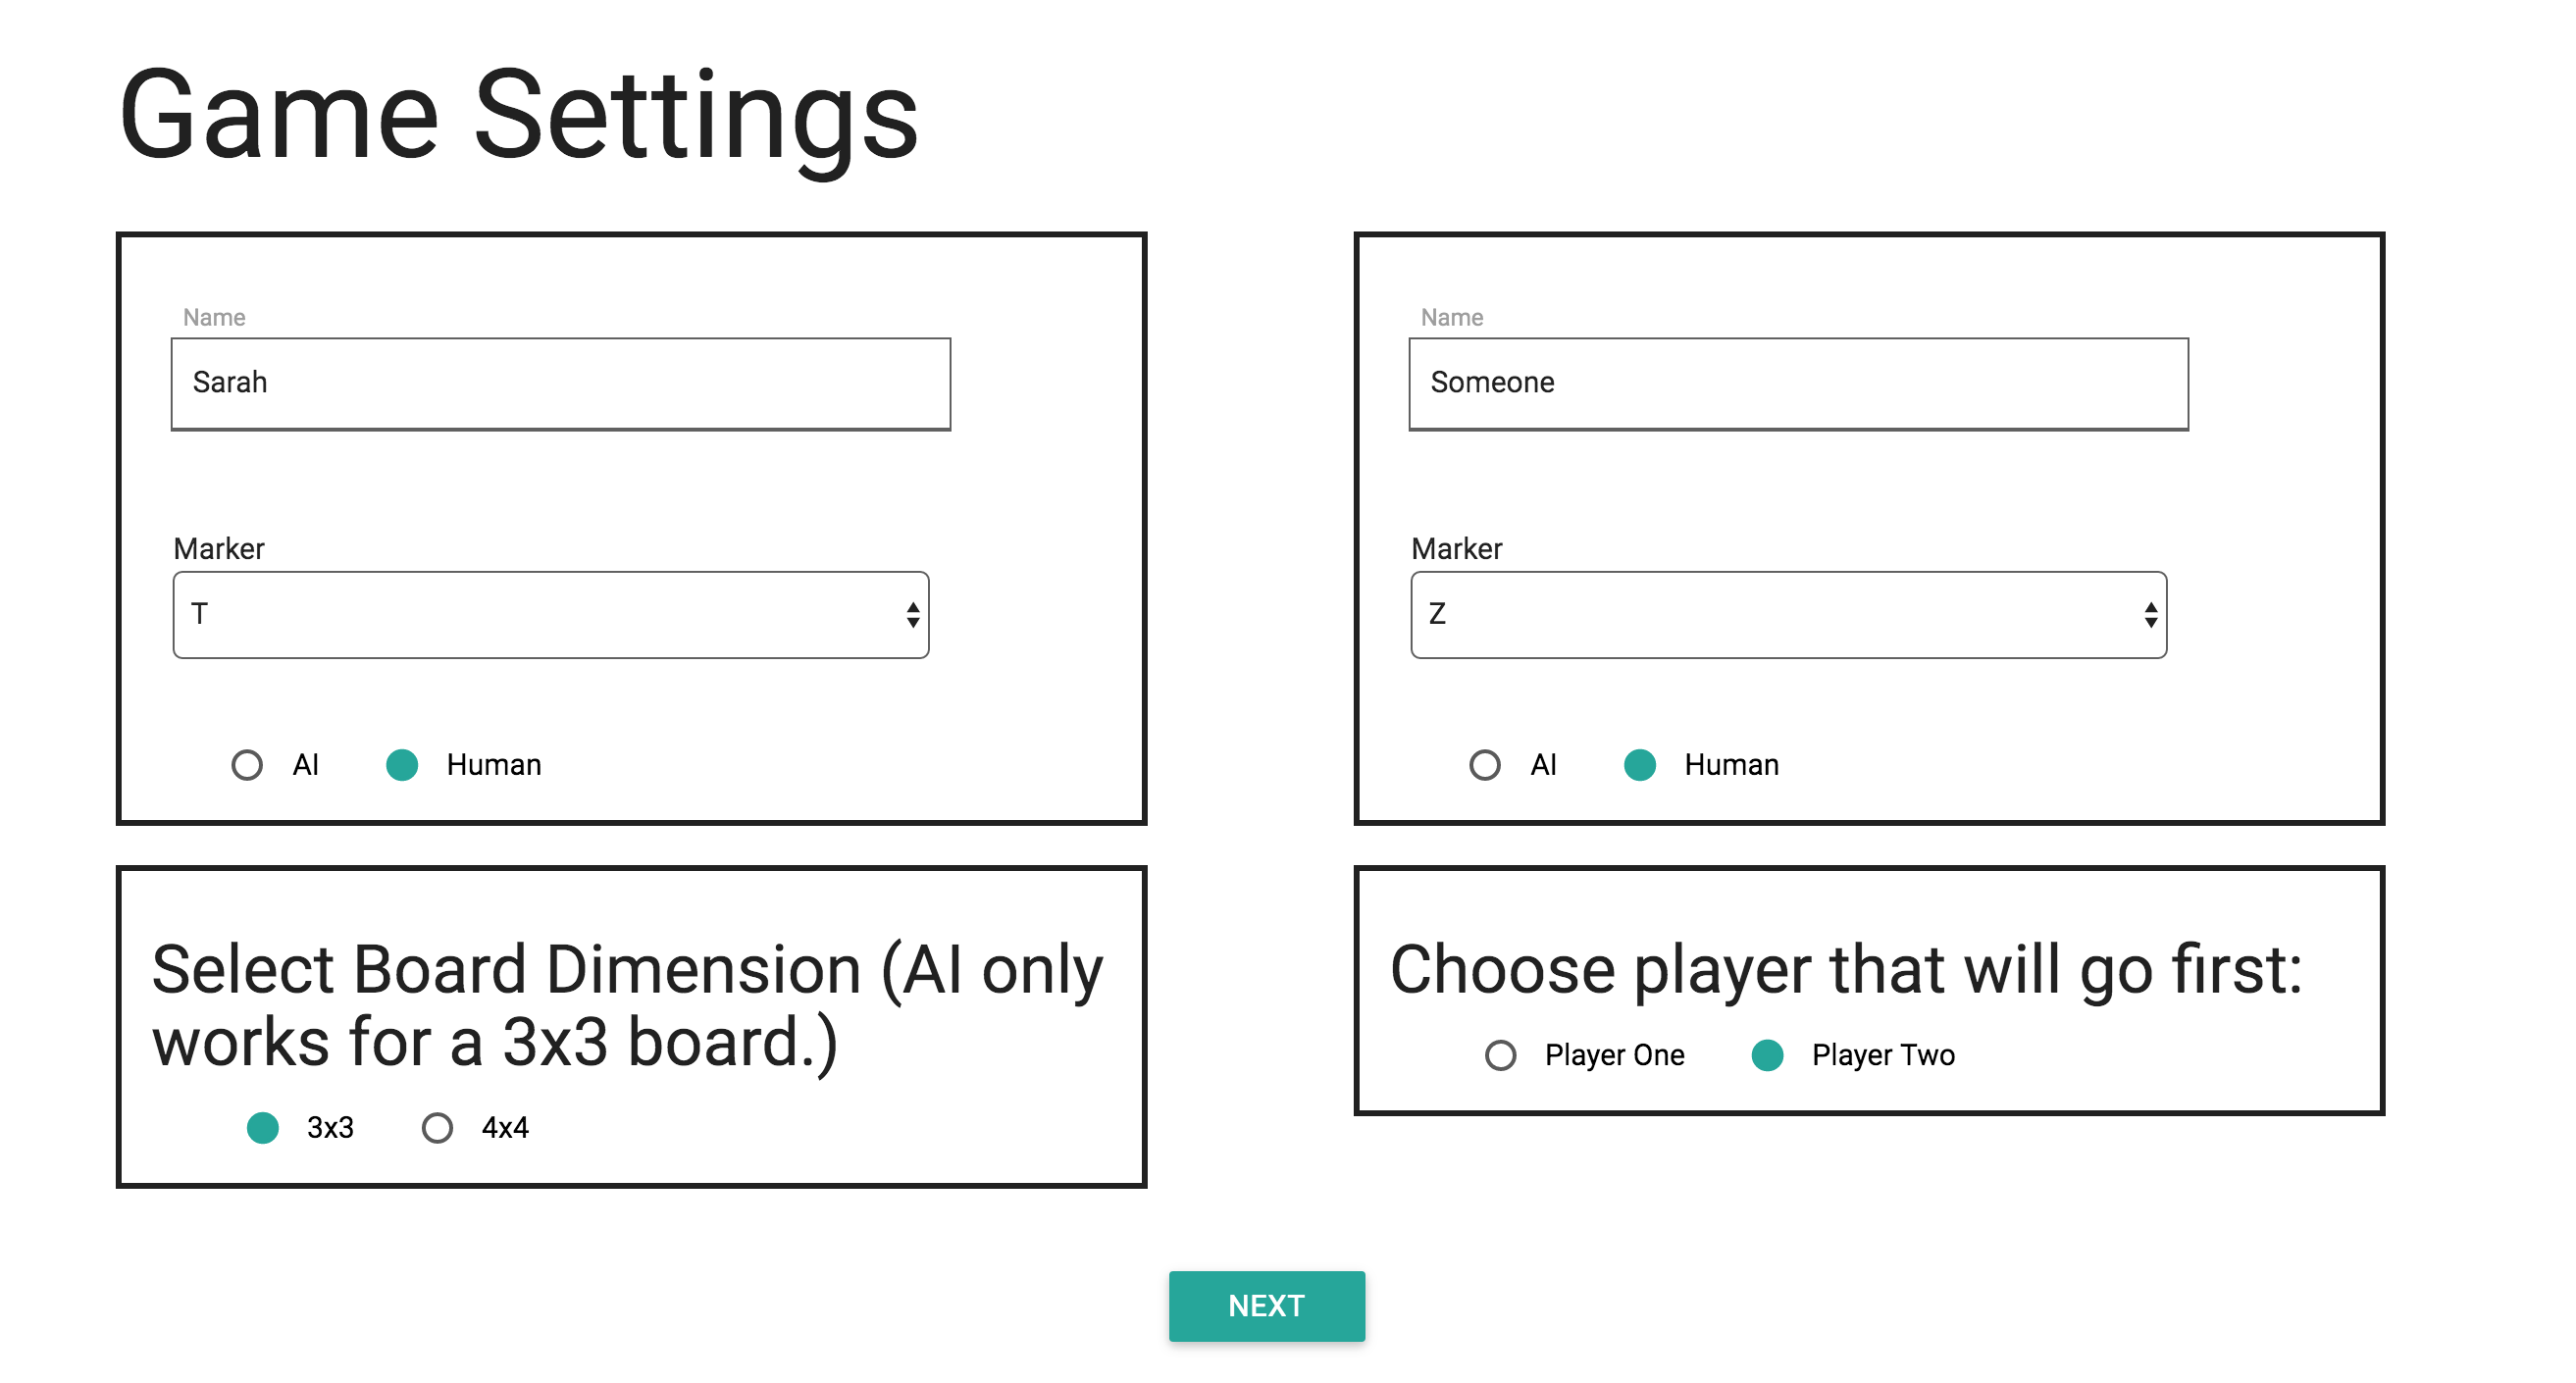 Game Settings
Name
Sarah
Marker
T
AI Human
Name
Someone
Marker
Z
AI Human
Select Board Dimension (AI only
works for a 3x3 board.)
3x3 4x4
Choose player that will go first:
Player One Player Two
NEXT